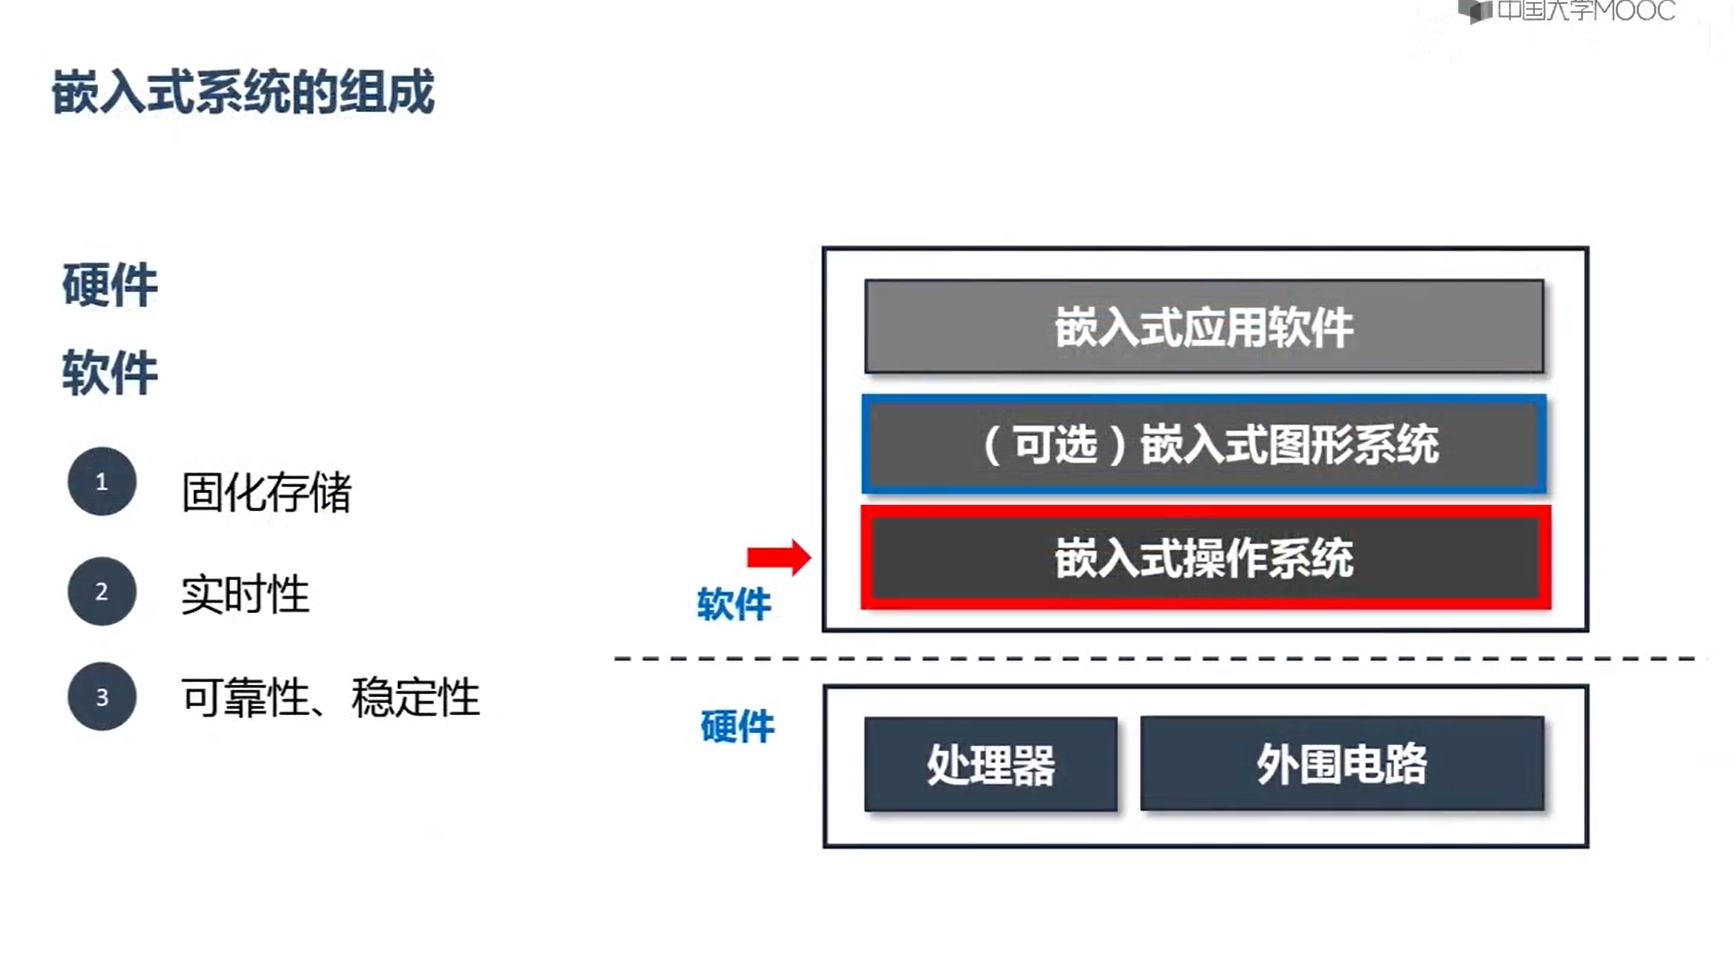 中国大学MOOC
嵌入式系统的组成
硬件
软件
1 固化存储
2 实时性
3 可靠性、稳定性
嵌入式应用软件
（可选）嵌入式图形系统
嵌入式操作系统
软件
硬件
处理器
外围电路